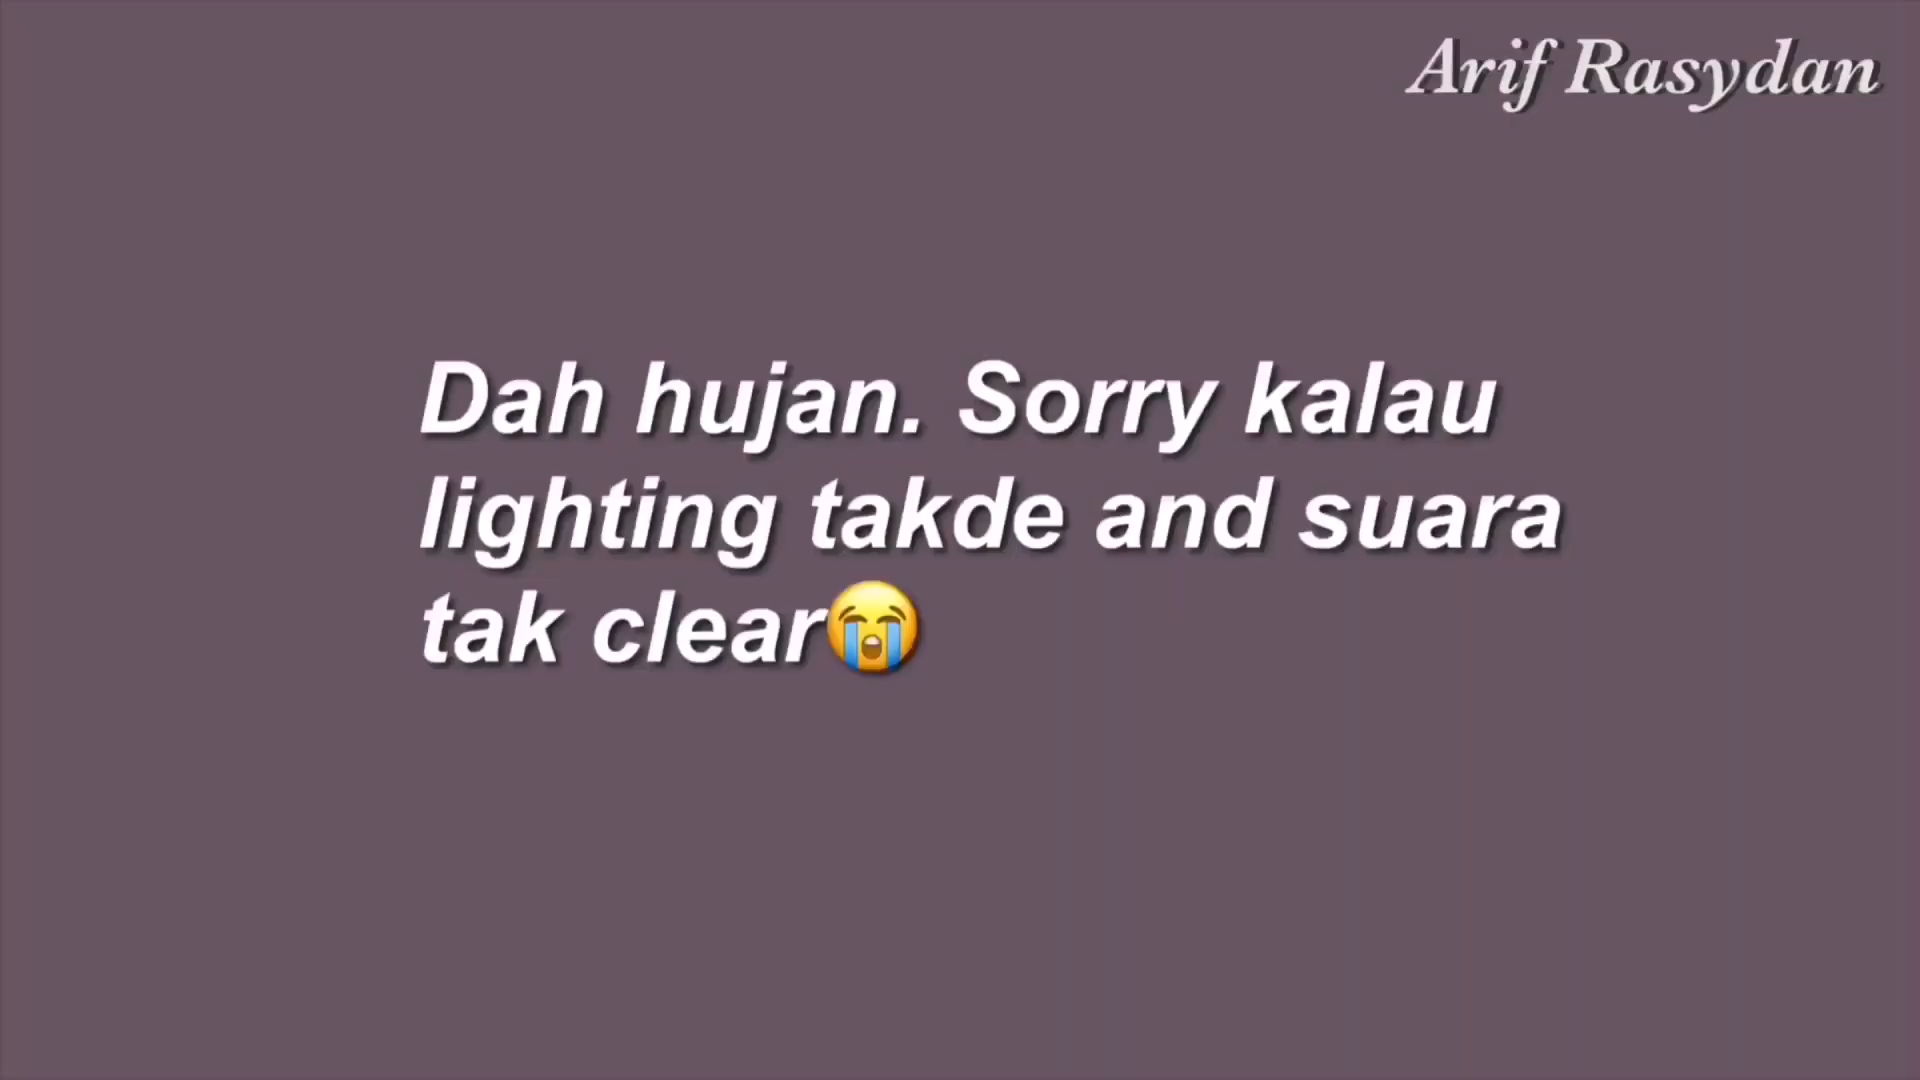 Arif Rasydan
Dah hujan. Sorry kalau
lighting takde and suara
tak clear😭